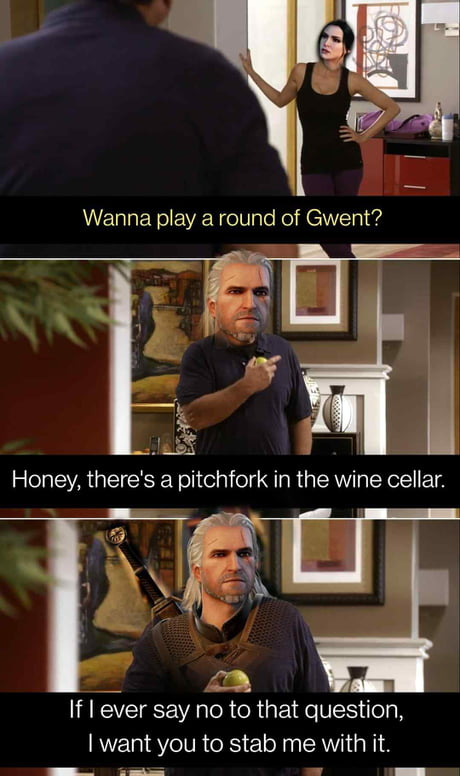 Wanna play a round of Gwent?
Honey, there's a pitchfork in the wine cellar.
If I ever say no to that question,
I want you to stab me with it.